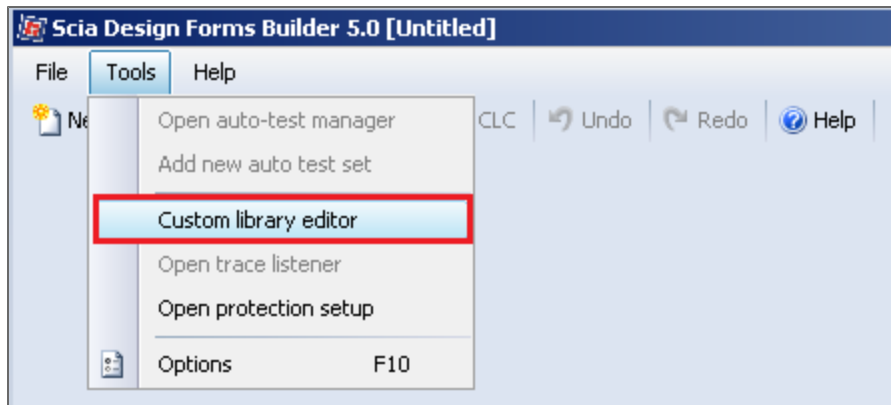 Scia Design Forms Builder 5.0 [Untitled]
File Tools Help
Ne CLC Undo Redo Help
Open auto-test manager
Add new auto test set
Custom library editor
Open trace listener
Open protection setup
Options F10